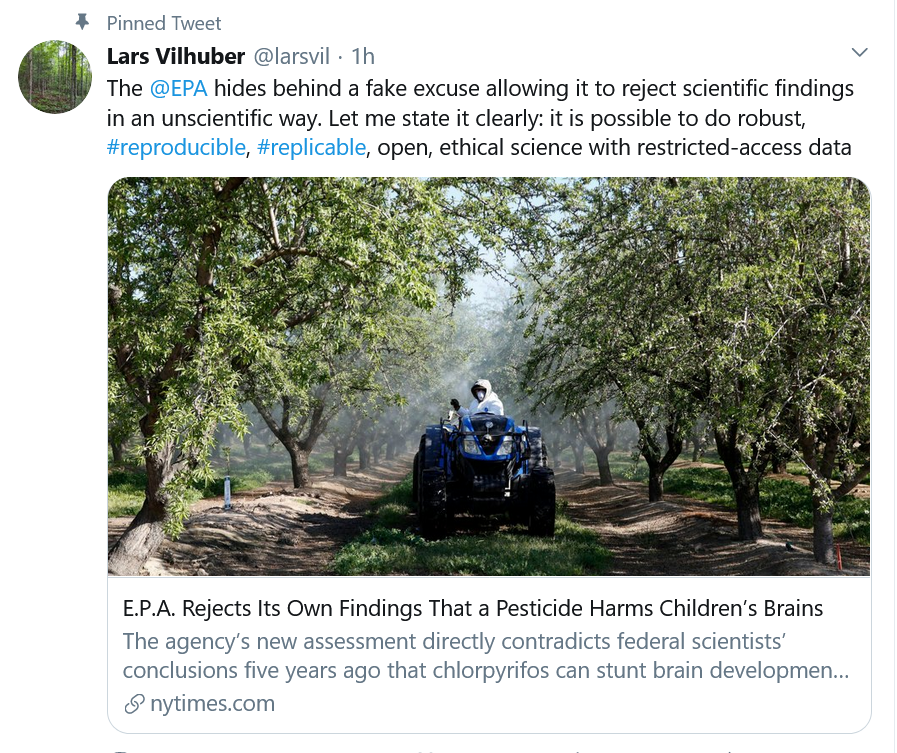 Pinned Tweet
Lars Vilhuber @larsvil · 1h
The @EPA hides behind a fake excuse allowing it to reject scientific findings
in an unscientific way. Let me state it clearly: it is possible to do robust,
#reproducible, #replicable, open, ethical science with restricted-access data
E.P.A. Rejects Its Own Findings That a Pesticide Harms Children’s Brains
The agency’s new assessment directly contradicts federal scientists’
conclusions five years ago that chlorpyrifos can stunt brain developmen...
nytimes.com